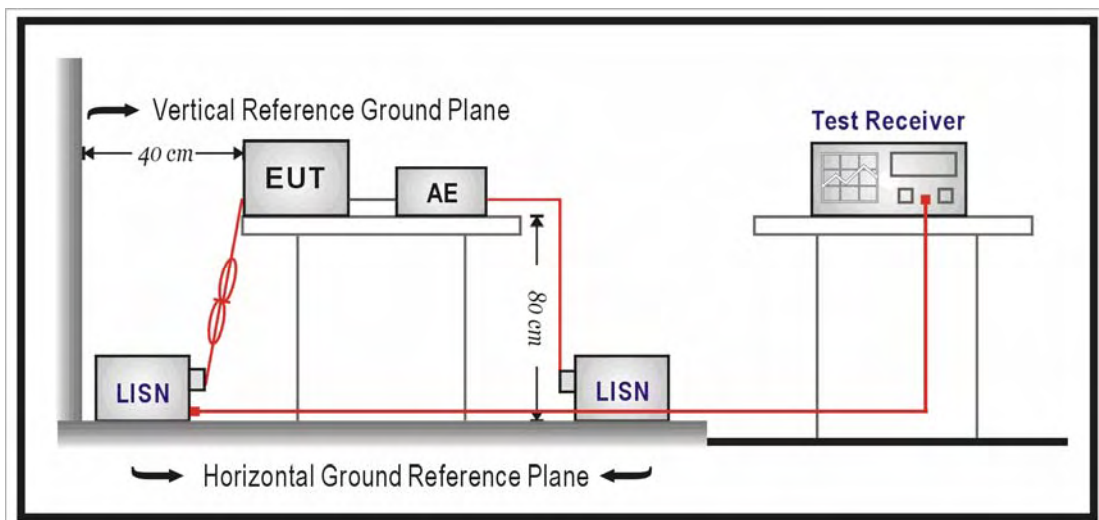 Vertical Reference Ground Plane
Test Receiver
40 cm
EUT
AE
80 cm
LISN
LISN
Horizontal Ground Reference Plane